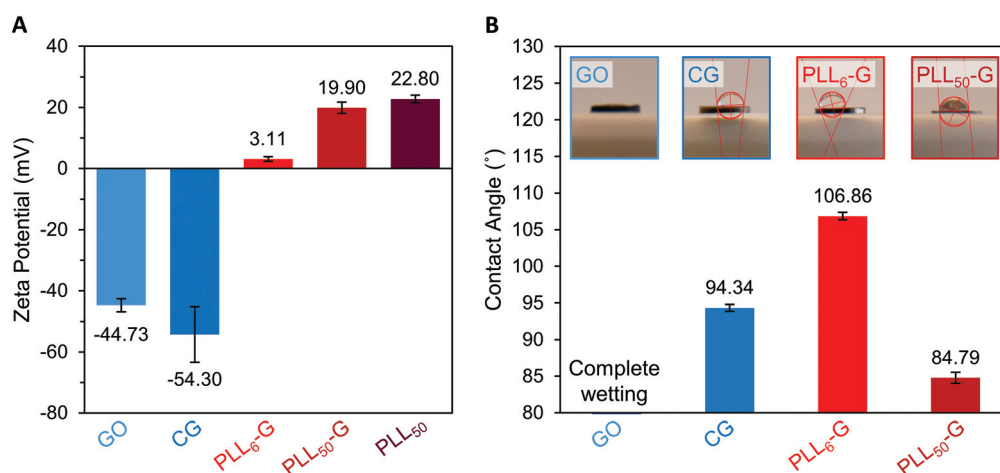 A
Zeta Potential (mV)
40
20
0
-20
-40
-60
-80
-44.73
-54.30
3.11
19.90
22.80
GO
CG
PLL₆-G
PLL₅₀-G
PLL₅₀
B
Contact Angle (°)
130
125
120
115
110
105
100
95
90
85
80
GO
CG
PLL₆-G
PLL₅₀-G
Complete
wetting
94.34
106.86
84.79
GO
CG
PLL₆-G
PLL₅₀-G